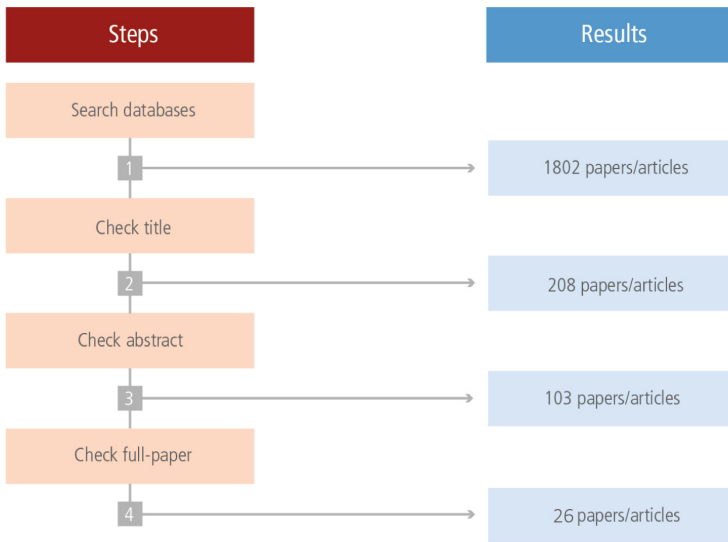 Steps
Results
Search databases
1
1802 papers/articles
Check title
2
208 papers/articles
Check abstract
3
103 papers/articles
Check full-paper
4
26 papers/articles